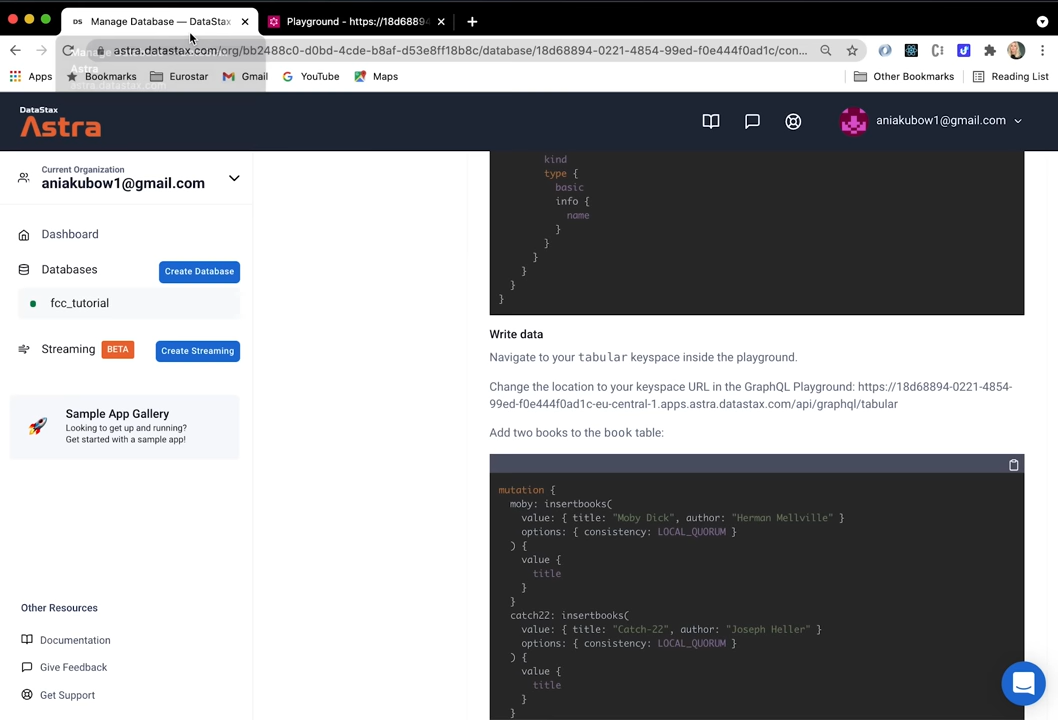 DS Manage Database — DataStax
Playground - https://18d68894
astra.datastax.com/org/bb2488c0-d0bd-4cde-b8af-d53e8ff18b8c/database/18d68894-0221-4854-99ed-f0e444f0ad1c/con...
Apps
Bookmarks
Eurostar
Gmail
YouTube
Maps
Other Bookmarks
Reading List
DataStax
Astra
aniakubow1@gmail.com
Current Organization
aniakubow1@gmail.com
Dashboard
Databases
Create Database
fcc_tutorial
Streaming
BETA
Create Streaming
Sample App Gallery
Looking to get up and running?
Get started with a sample app!
Other Resources
Documentation
Give Feedback
Get Support
kind
type {
basic
info {
name
}
}
}
}
}
}
Write data
Navigate to your tabular keyspace inside the playground.
Change the location to your keyspace URL in the GraphQL Playground: https://18d68894-0221-4854-
99ed-f0e444f0ad1c-eu-central-1.apps.astra.datastax.com/api/graphql/tabular
Add two books to the book table:
mutation {
moby: insertbooks(
value: { title: "Moby Dick", author: "Herman Mellville" }
options: { consistency: LOCAL_QUORUM }
) {
value {
title
}
}
catch22: insertbooks(
value: { title: "Catch-22", author: "Joseph Heller" }
options: { consistency: LOCAL_QUORUM }
) {
value {
title
}
}